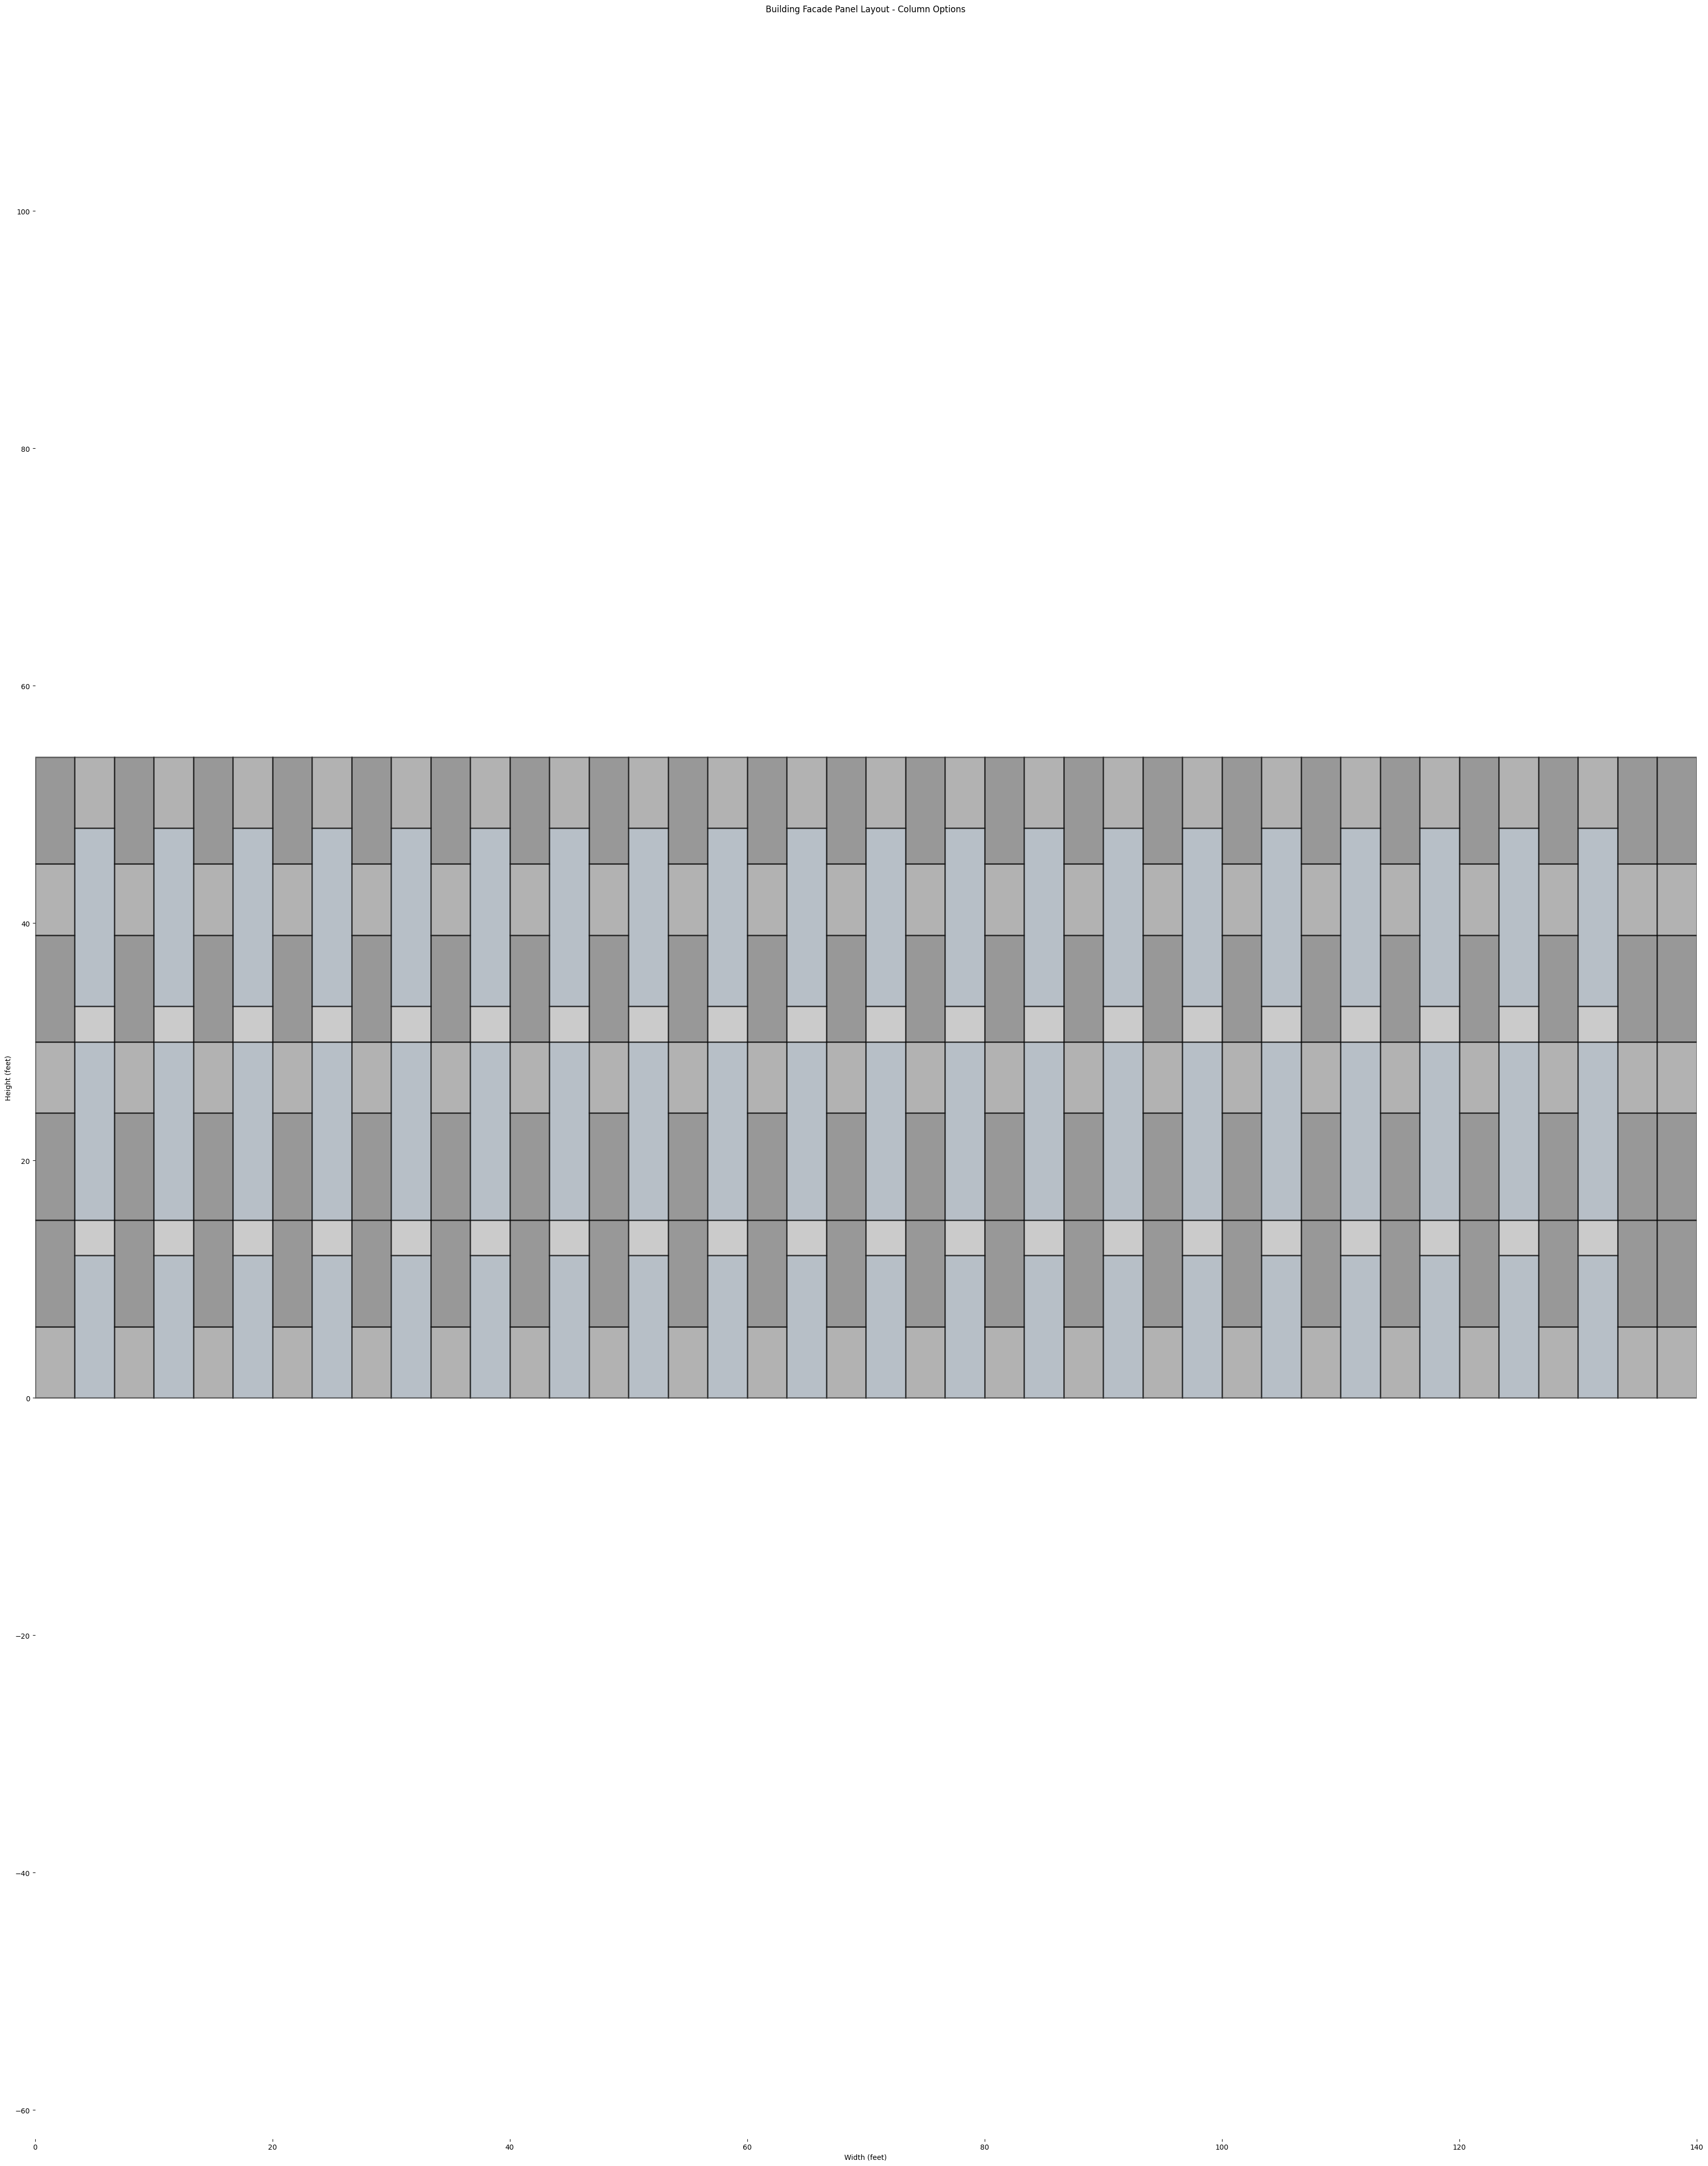 Building Facade Panel Layout - Column Options
100
80
60
40
20
0
−20
−40
−60
Height (feet)
0 20 40 60 80 100 120 140
Width (feet)